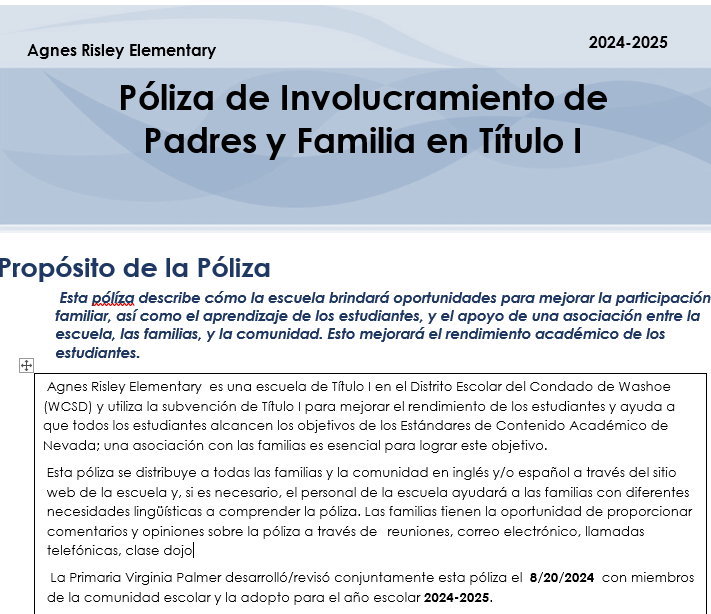 Agnes Risley Elementary
2024-2025
Póliza de Involucramiento de
Padres y Familia en Título I
Propósito de la Póliza
Esta pólíza describe cómo la escuela brindará oportunidades para mejorar la participación
familiar, así como el aprendizaje de los estudiantes, y el apoyo de una asociación entre la
escuela, las familias, y la comunidad. Esto mejorará el rendimiento académico de los
estudiantes.
Agnes Risley Elementary es una escuela de Título I en el Distrito Escolar del Condado de Washoe
(WCSD) y utiliza la subvención de Título I para mejorar el rendimiento de los estudiantes y ayuda a
que todos los estudiantes alcancen los objetivos de los Estándares de Contenido Académico de
Nevada; una asociación con las familias es esencial para lograr este objetivo.
Esta póliza se distribuye a todas las familias y la comunidad en inglés y/o español a través del sitio
web de la escuela y, si es necesario, el personal de la escuela ayudará a las familias con diferentes
necesidades lingüísticas a comprender la póliza. Las familias tienen la oportunidad de proporcionar
comentarios y opiniones sobre la póliza a través de reuniones, correo electrónico, llamadas
telefónicas, clase dojo
La Primaria Virginia Palmer desarrolló/revisó conjuntamente esta póliza el 8/20/2024 con miembros
de la comunidad escolar y la adopto para el año escolar 2024-2025.